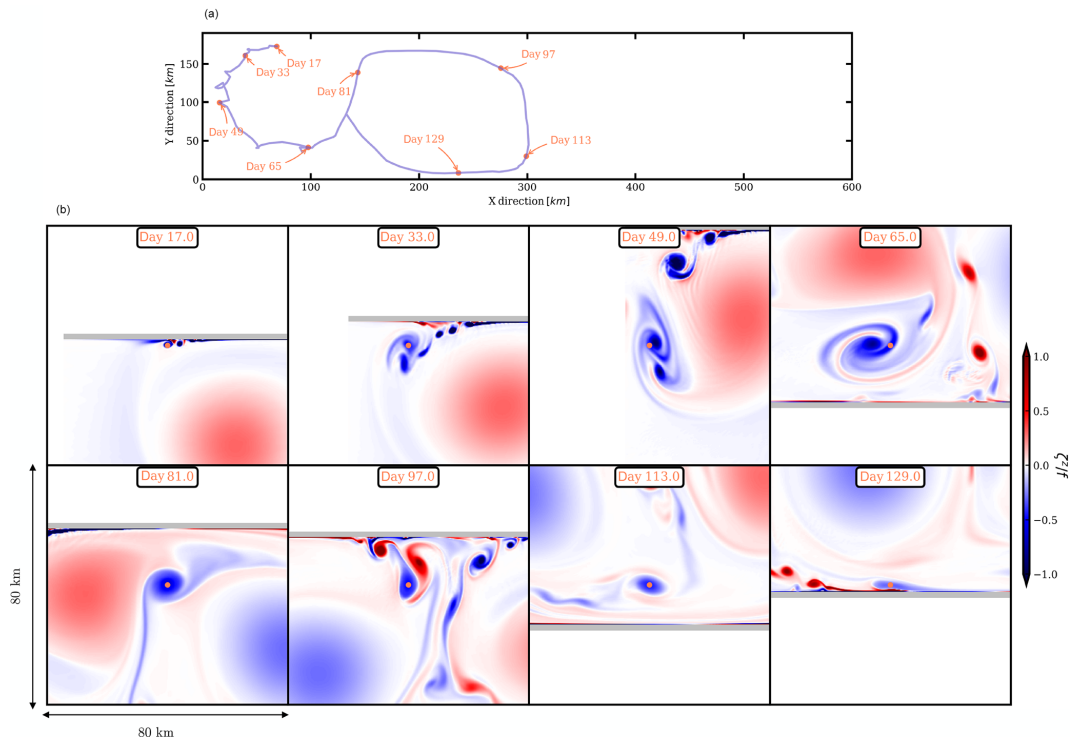 (a)
Y direction [km]
150
100
50
0
Day 17
Day 33
Day 49
Day 65
Day 81
Day 97
Day 113
Day 129
0
100
200
300
400
500
600
X direction [km]
(b)
Day 17.0
Day 33.0
Day 49.0
Day 65.0
Day 81.0
Day 97.0
Day 113.0
Day 129.0
80 km
80 km
1.0
0.5
0.0
−0.5
−1.0
ζz/f